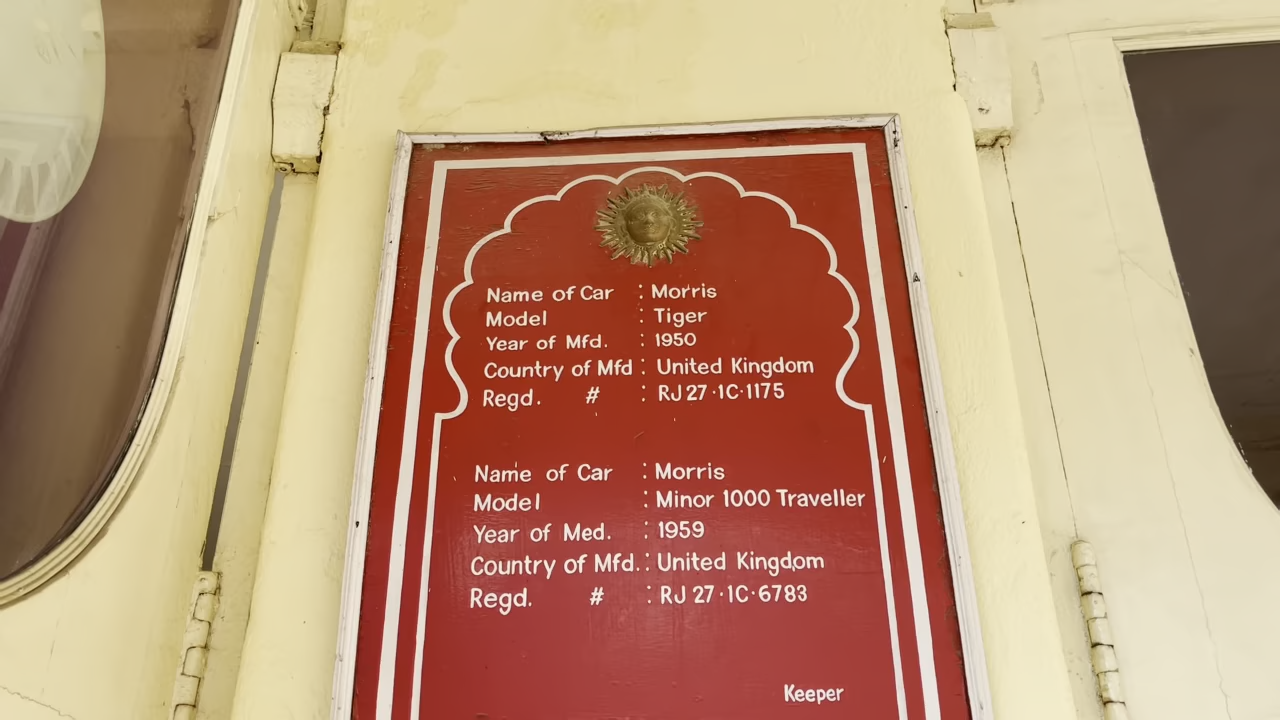 Name of Car : Morris
Model : Tiger
Year of Mfd. : 1950
Country of Mfd : United Kingdom
Regd. # : RJ 27·1C·1175
Name of Car : Morris
Model : Minor 1000 Traveller
Year of Med. : 1959
Country of Mfd. : United Kingdom
Regd. # : RJ 27·1C·6783
Keeper